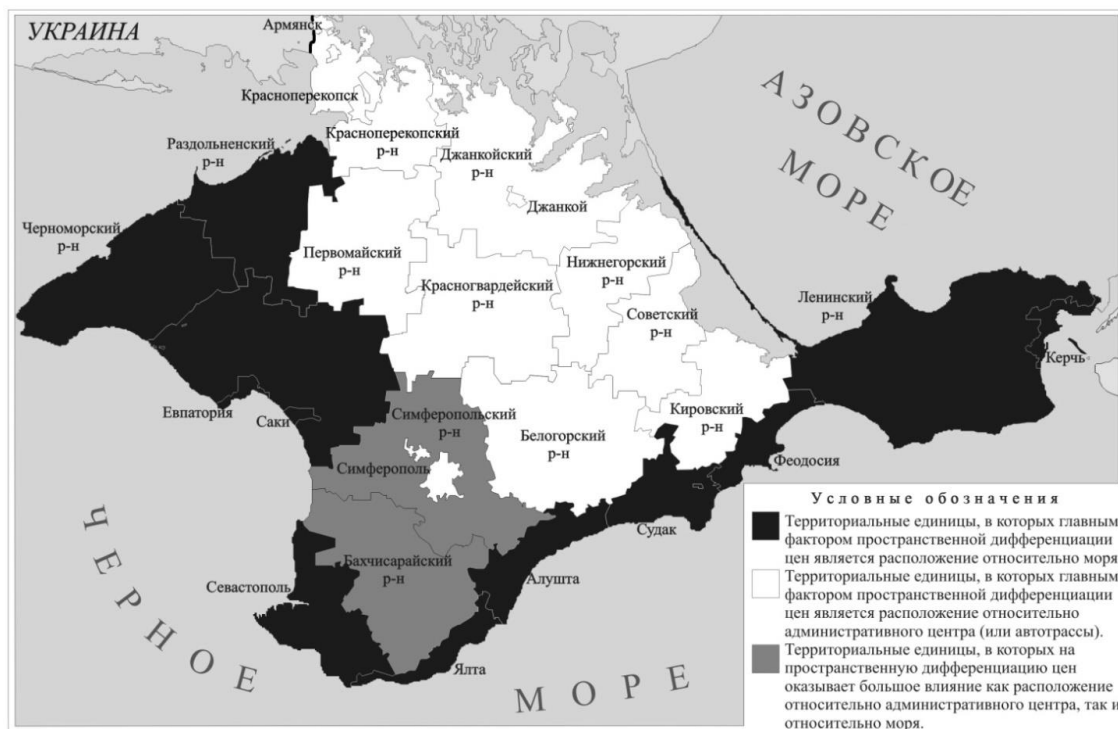 УКРАИНА
Армянск
Красноперекопск
Раздольненский
р-н
Красноперекопский
р-н
Джанкойский
р-н
АЗОВСКОЕ
МОРЕ
Черноморский
р-н
Джанкой
Первомайский
р-н
Нижнегорский
р-н
Красногвардейский
р-н
Советский
р-н
Ленинский
р-н
Керчь
Евпатория
Саки
Симферопольский
р-н
Кировский
р-н
Белогорский
р-н
Симферополь
Феодосия
Судак
Бахчисарайский
р-н
Алушта
Севастополь
Ялта
ЧЕРНОЕ
МОРЕ
Условные обозначения
Территориальные единицы, в которых главным
фактором пространственной дифференциации
цен является расположение относительно моря
Территориальные единицы, в которых главным
фактором пространственной дифференциации
цен является расположение относительно
административного центра (или автотрассы).
Территориальные единицы, в которых на
пространственную дифференциацию цен
оказывает большое влияние как расположение
относительно административного центра, так и
относительно моря.